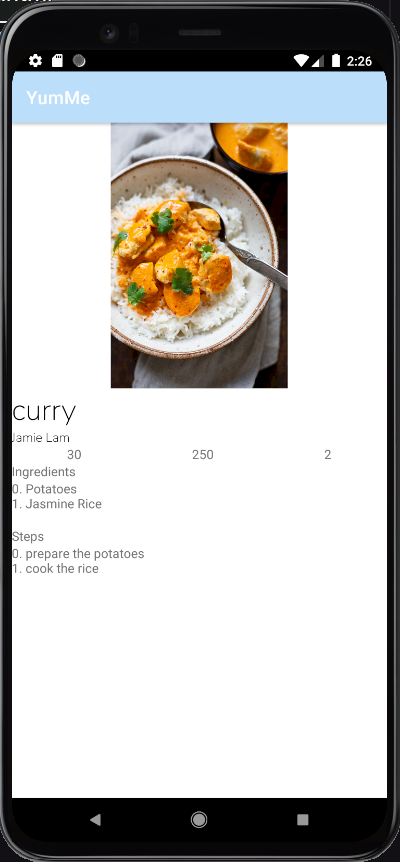 2:26
YumMe
curry
Jamie Lam
30 250 2
Ingredients
0. Potatoes
1. Jasmine Rice
Steps
0. prepare the potatoes
1. cook the rice